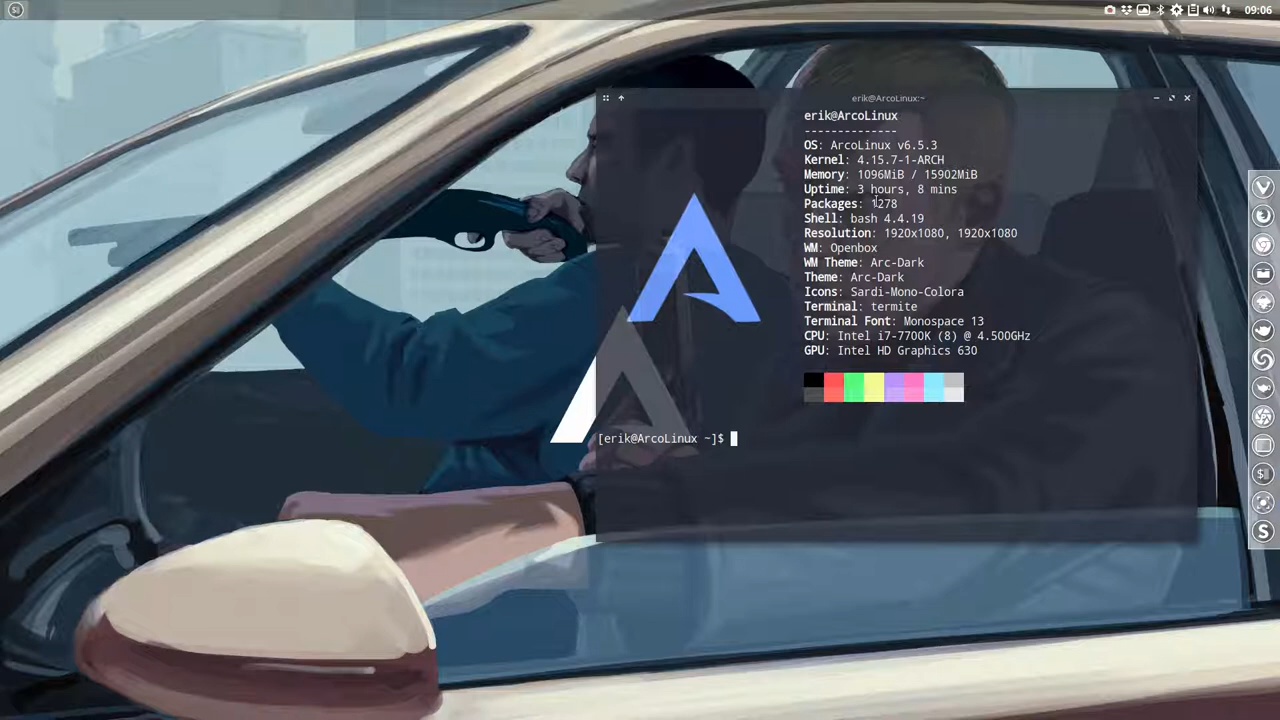 09:06
erik@ArcoLinux:~
erik@ArcoLinux
--------------
OS: ArcoLinux v6.5.3
Kernel: 4.15.7-1-ARCH
Memory: 1096MiB / 15902MiB
Uptime: 3 hours, 8 mins
Packages: 1278
Shell: bash 4.4.19
Resolution: 1920x1080, 1920x1080
WM: Openbox
WM Theme: Arc-Dark
Theme: Arc-Dark
Icons: Sardi-Mono-Colora
Terminal: termite
Terminal Font: Monospace 13
CPU: Intel i7-7700K (8) @ 4.500GHz
GPU: Intel HD Graphics 630
[erik@ArcoLinux ~]$